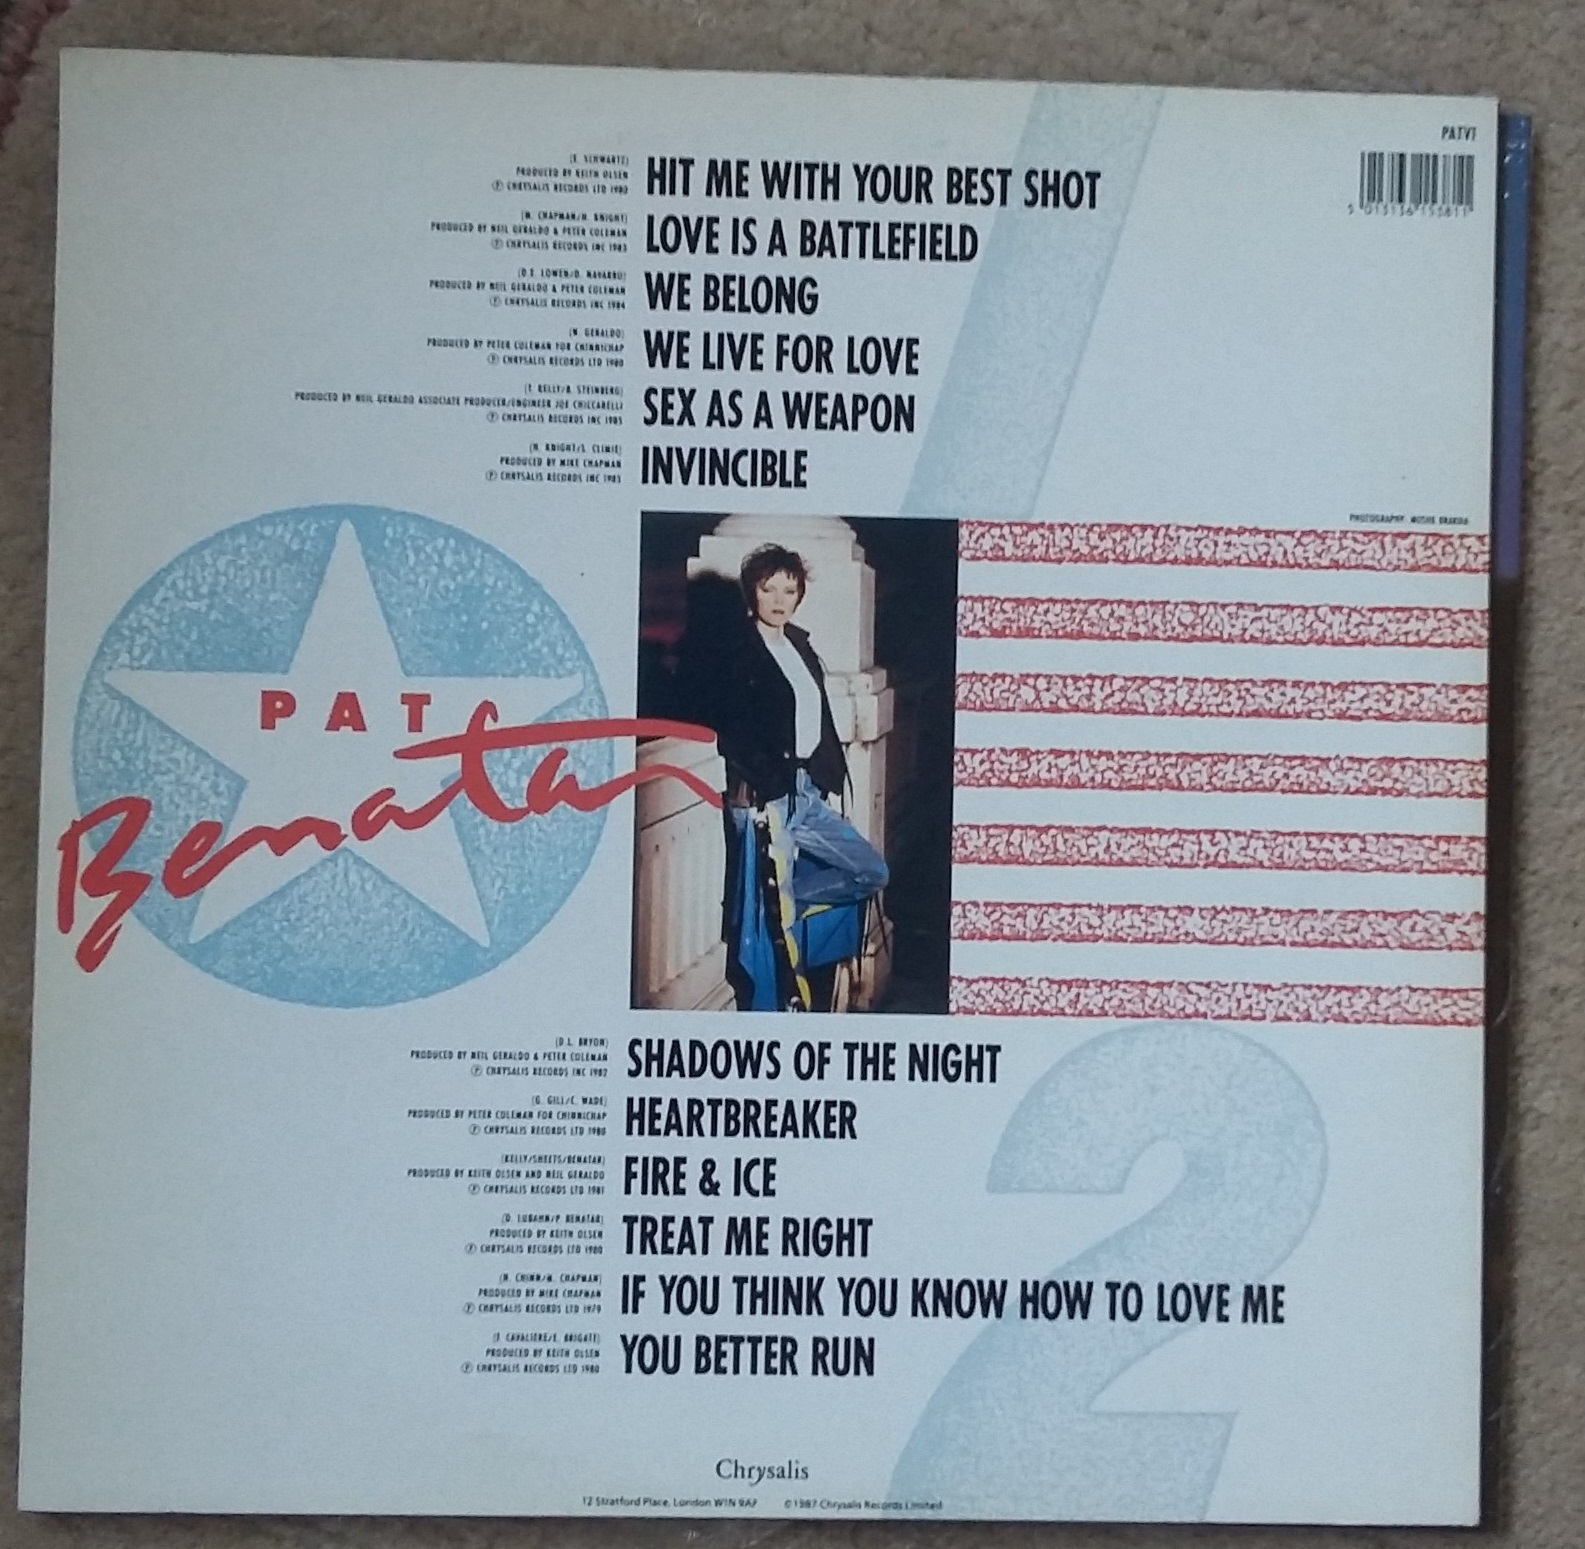 PATV1
5 013136 153811
(E. SCHWARTZ)
PRODUCED BY KEITH OLSEN
℗ CHRYSALIS RECORDS LTD 1980
HIT ME WITH YOUR BEST SHOT
(M. CHAPMAN/H. KNIGHT)
PRODUCED BY NEIL GERALDO & PETER COLEMAN
℗ CHRYSALIS RECORDS INC 1983
LOVE IS A BATTLEFIELD
(D.E. LOWEN/D. NAVARRO)
PRODUCED BY NEIL GERALDO & PETER COLEMAN
℗ CHRYSALIS RECORDS INC 1984
WE BELONG
(N. GERALDO)
PRODUCED BY PETER COLEMAN FOR CHINNICHAP
℗ CHRYSALIS RECORDS LTD 1980
WE LIVE FOR LOVE
(T. KELLY/B. STEINBERG)
PRODUCED BY NEIL GERALDO ASSOCIATE PRODUCER/ENGINEER JOE CHICCARELLI
℗ CHRYSALIS RECORDS INC 1985
SEX AS A WEAPON
(H. KNIGHT/S. CLIMIE)
PRODUCED BY MIKE CHAPMAN
℗ CHRYSALIS RECORDS INC 1985
INVINCIBLE
1
PHOTOGRAPHY: MOSHE BRAKHA
PAT
Benatar
(D.L. BRYON)
PRODUCED BY NEIL GERALDO & PETER COLEMAN
℗ CHRYSALIS RECORDS INC 1982
SHADOWS OF THE NIGHT
(G. GILL/C. WADE)
PRODUCED BY PETER COLEMAN FOR CHINNICHAP
℗ CHRYSALIS RECORDS LTD 1980
HEARTBREAKER
(KELLY/SHEETS/BENATAR)
PRODUCED BY KEITH OLSEN AND NEIL GERALDO
℗ CHRYSALIS RECORDS LTD 1981
FIRE & ICE
(D. LUBAHN/P. BENATAR)
PRODUCED BY KEITH OLSEN
℗ CHRYSALIS RECORDS LTD 1980
TREAT ME RIGHT
(N. CHINN/M. CHAPMAN)
PRODUCED BY MIKE CHAPMAN
℗ CHRYSALIS RECORDS LTD 1979
IF YOU THINK YOU KNOW HOW TO LOVE ME
(F. CAVALIERE/E. BRIGATI)
PRODUCED BY KEITH OLSEN
℗ CHRYSALIS RECORDS LTD 1980
YOU BETTER RUN
2
Chrysalis
12 Stratford Place, London W1N 9AF ©1987 Chrysalis Records Limited